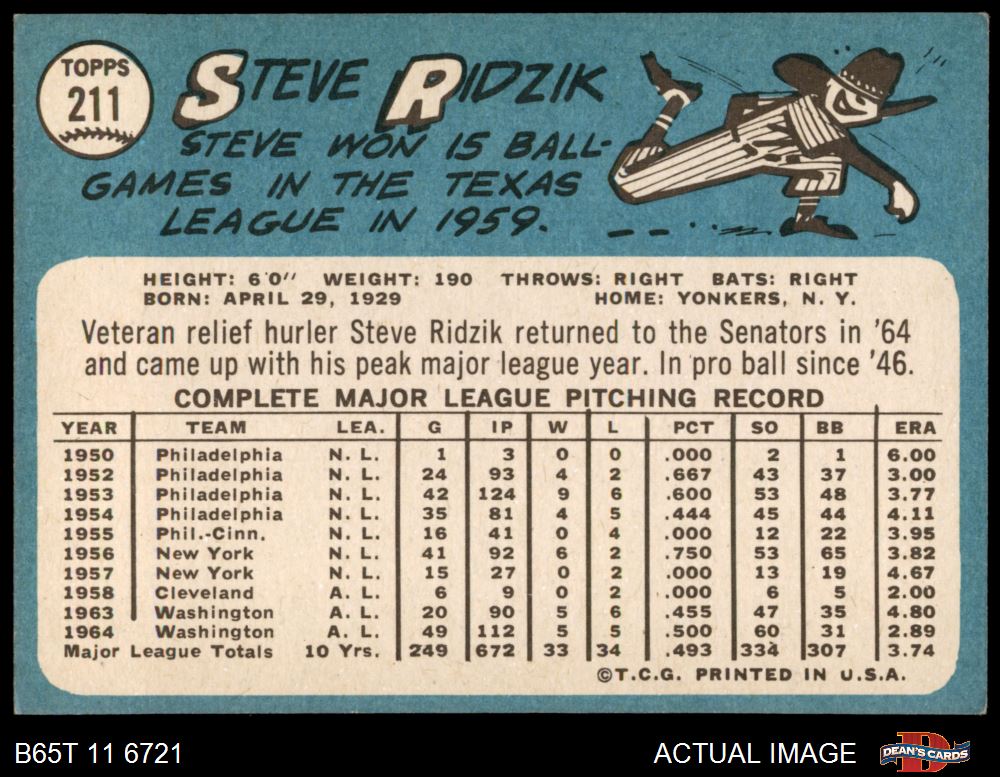 TOPPS
211
STEVE RIDZIK
STEVE WON 15 BALL-
GAMES IN THE TEXAS
LEAGUE IN 1959.
HEIGHT: 6'0" WEIGHT: 190 THROWS: RIGHT BATS: RIGHT
BORN: APRIL 29, 1929 HOME: YONKERS, N. Y.
Veteran relief hurler Steve Ridzik returned to the Senators in '64
and came up with his peak major league year. In pro ball since '46.
COMPLETE MAJOR LEAGUE PITCHING RECORD
YEAR TEAM LEA. G IP W L PCT SO BB ERA
1950 Philadelphia N. L. 1 3 0 0 .000 2 1 6.00
1952 Philadelphia N. L. 24 93 4 2 .667 43 37 3.00
1953 Philadelphia N. L. 42 124 9 6 .600 53 48 3.77
1954 Philadelphia N. L. 35 81 4 5 .444 45 44 4.11
1955 Phil.-Cinn. N. L. 16 41 0 4 .000 12 22 3.95
1956 New York N. L. 41 92 6 2 .750 53 65 3.82
1957 New York N. L. 15 27 0 2 .000 13 19 4.67
1958 Cleveland A. L. 6 9 0 2 .000 6 5 2.00
1963 Washington A. L. 20 90 5 6 .455 47 35 4.80
1964 Washington A. L. 49 112 5 5 .500 60 31 2.89
Major League Totals 10 Yrs. 249 672 33 34 .493 334 307 3.74
©T.C.G. PRINTED IN U.S.A.
B65T 11 6721 ACTUAL IMAGE DEAN'S CARDS